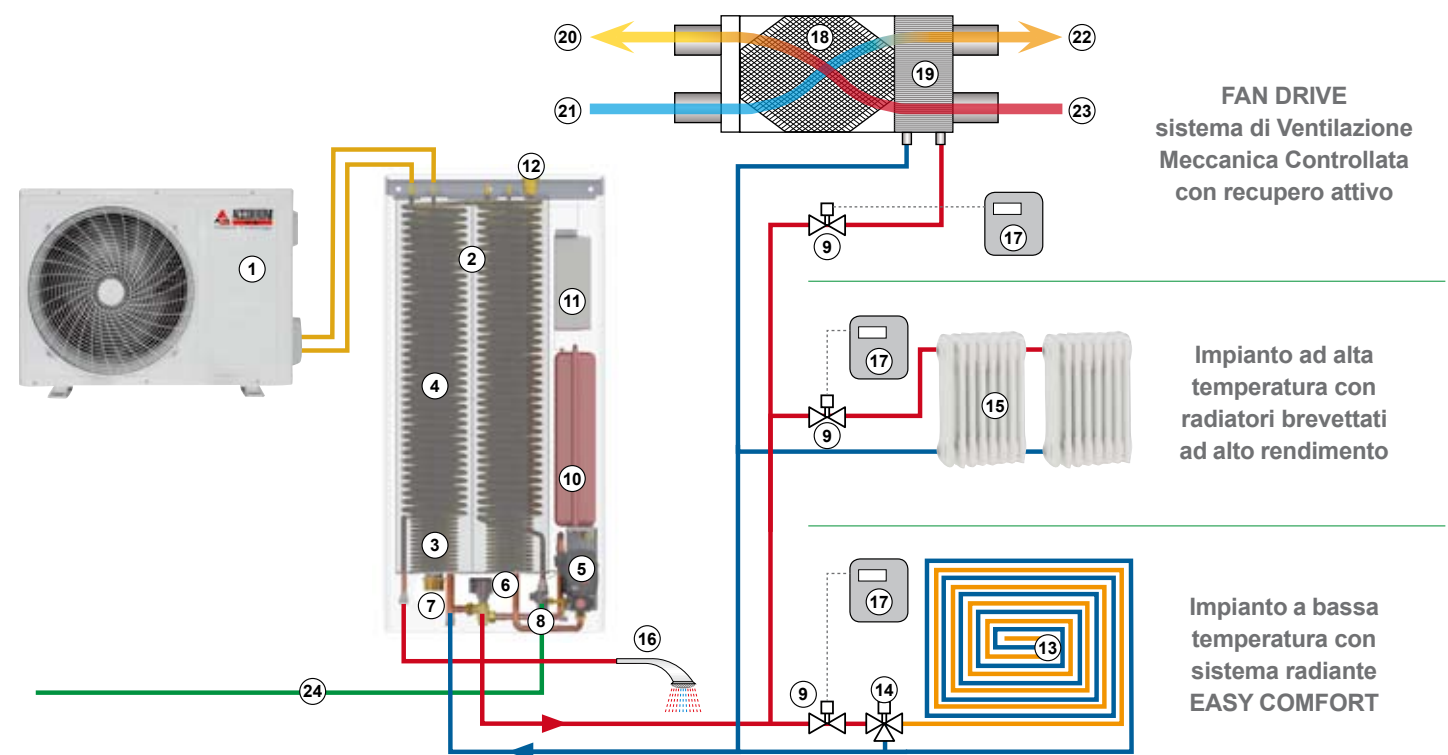 20
18
22
19
21
23
FAN DRIVE
sistema di Ventilazione
Meccanica Controllata
con recupero attivo
12
9
17
1
2
11
4
17
9
15
Impianto ad alta
temperatura con
radiatori brevettati
ad alto rendimento
10
3
5
6
7
8
16
24
17
9
14
13
Impianto a bassa
temperatura con
sistema radiante
EASY COMFORT